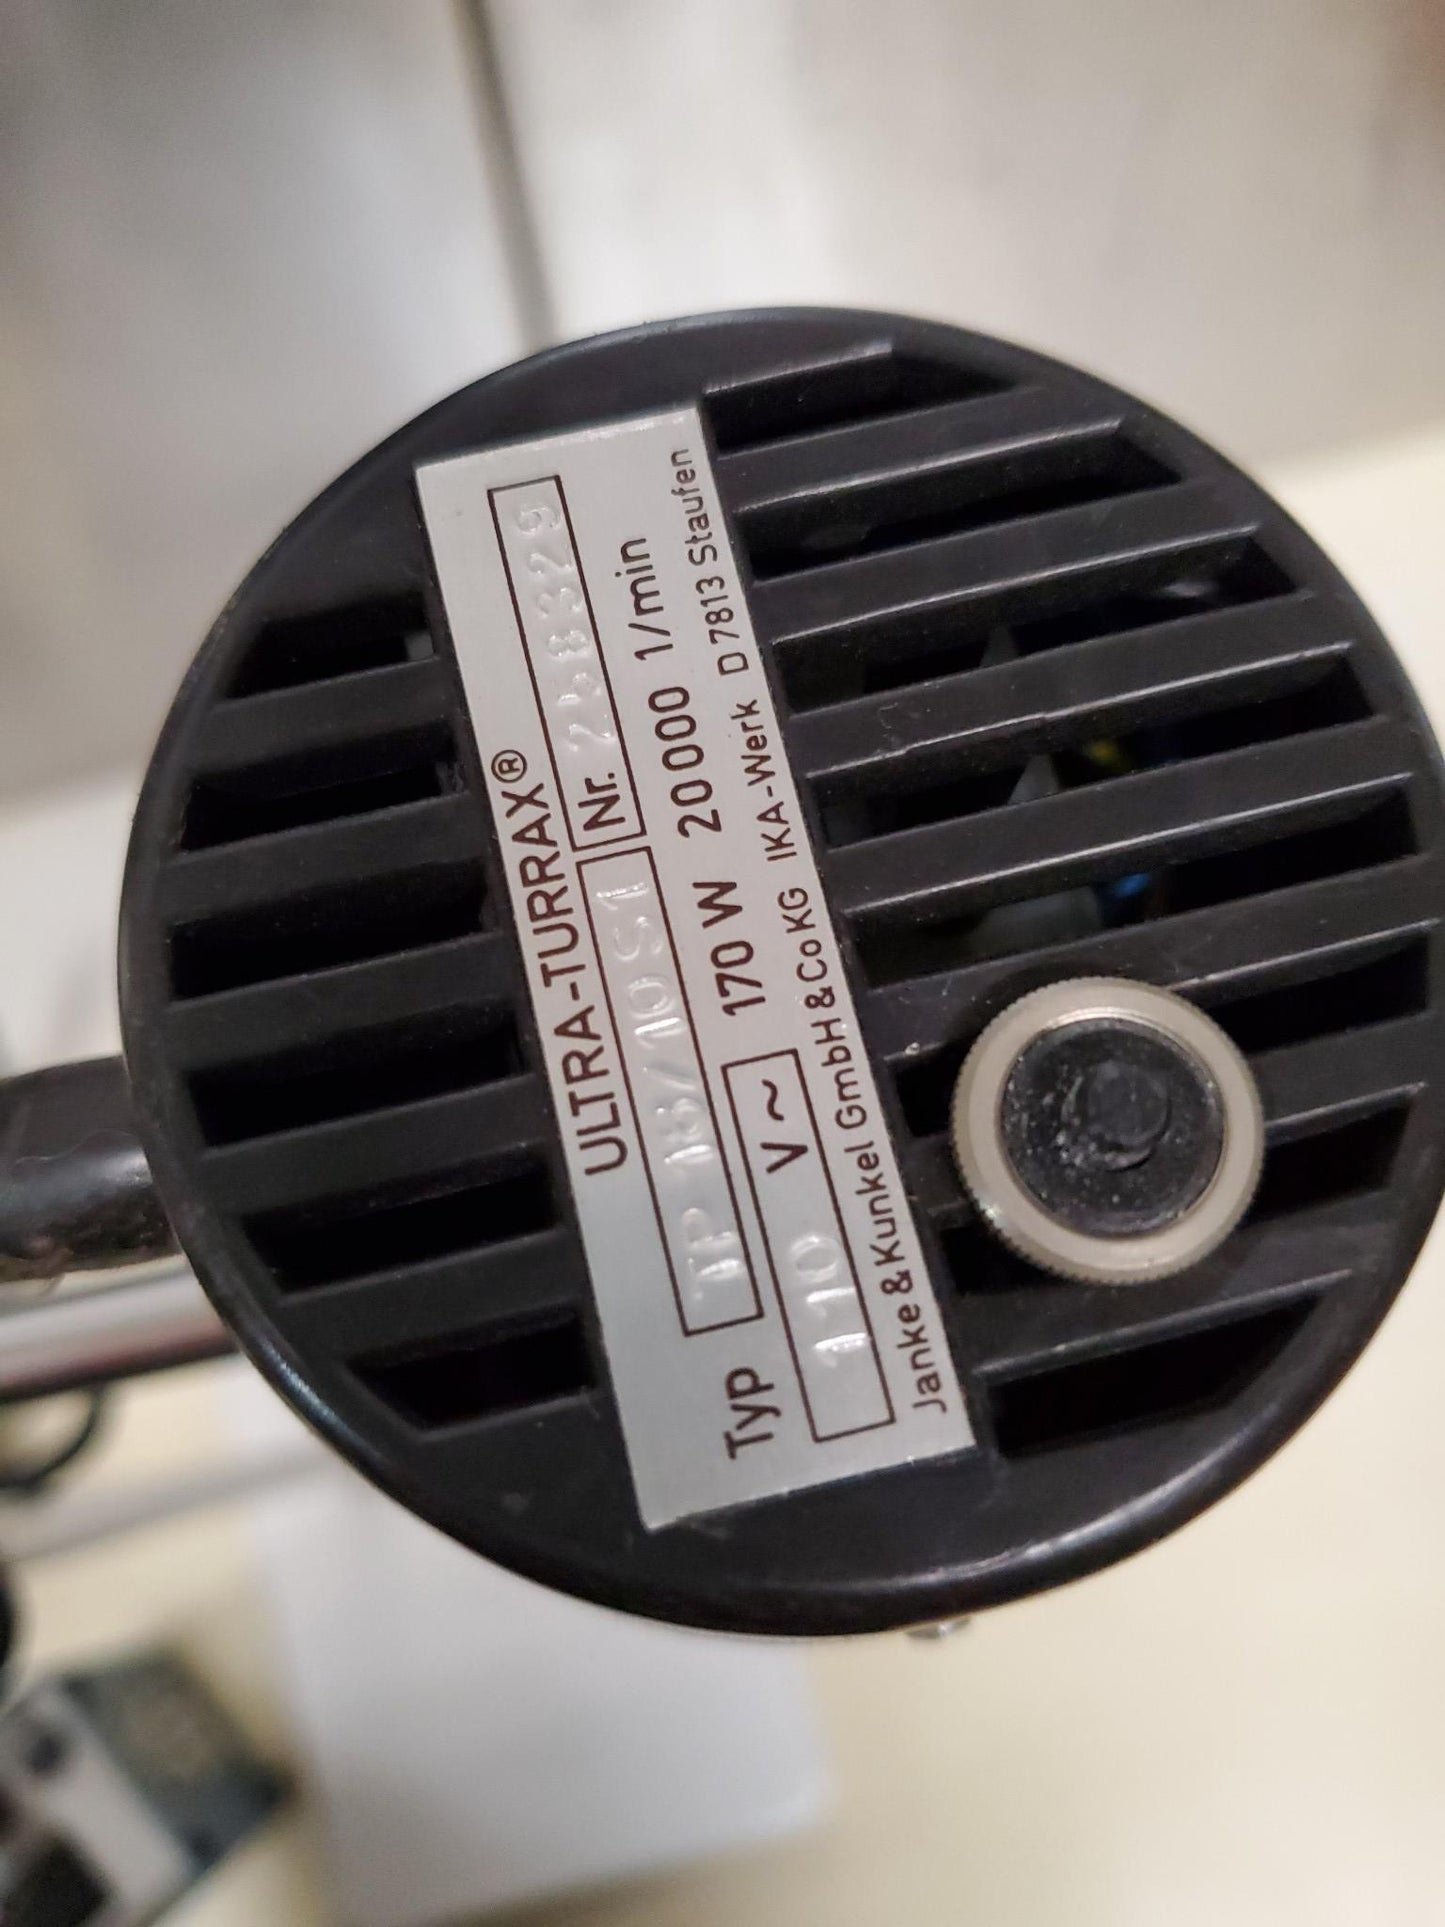 ULTRA-TURRAX®
Typ TP 18/10 S1 Nr.
110 V~ 170 W 20000 1/min
Janke & Kunkel GmbH & Co KG IKA-Werk D 7813 Staufen